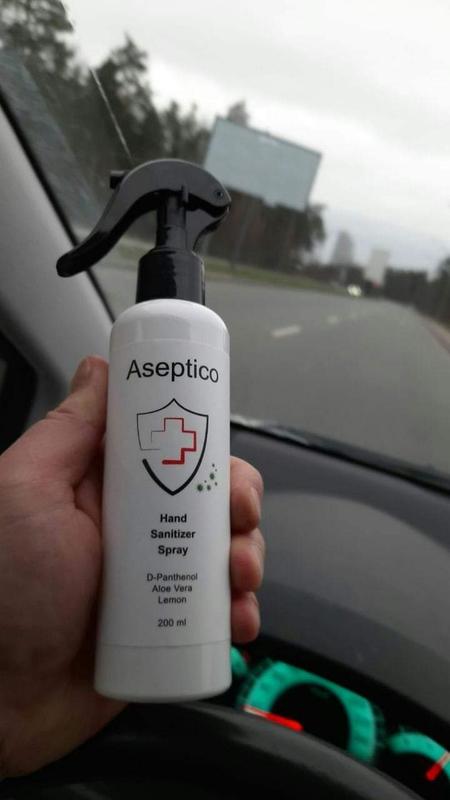 Aseptico
Hand
Sanitizer
Spray
D-Panthenol
Aloe Vera
Lemon
200 ml